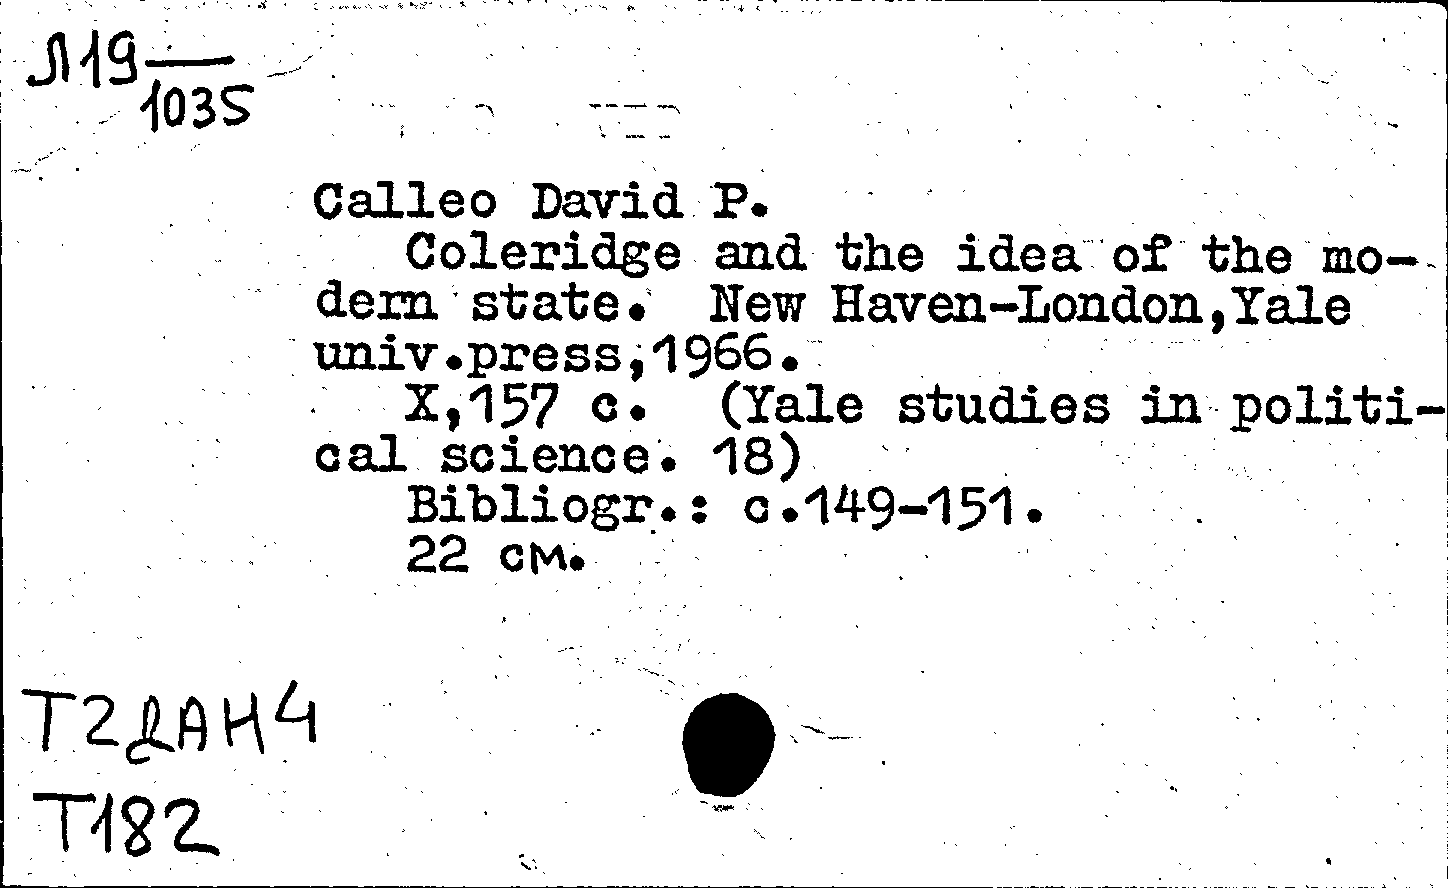 Л19—
1035
Calleo David P.
Coleridge and the idea of the mo-
dern state. New Haven-London,Yale
univ.press,1966.
X,157 с. (Yale studies in politi-
cal science. 18)
Bibliogr.: с.149-151.
22 см.
Т2
Т182